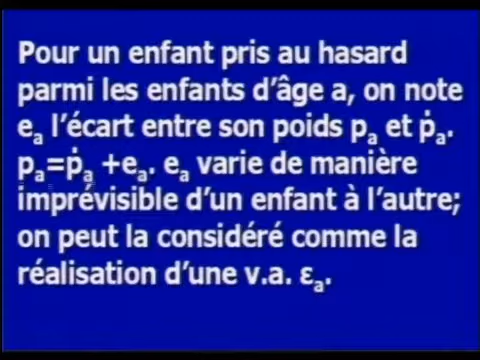 Pour un enfant pris au hasard
parmi les enfants d'âge a, on note
eₐ l'écart entre son poids pₐ et ṗₐ.
pₐ=ṗₐ +eₐ. eₐ varie de manière
imprévisible d'un enfant à l'autre;
on peut la considéré comme la
réalisation d'une v.a. εₐ.